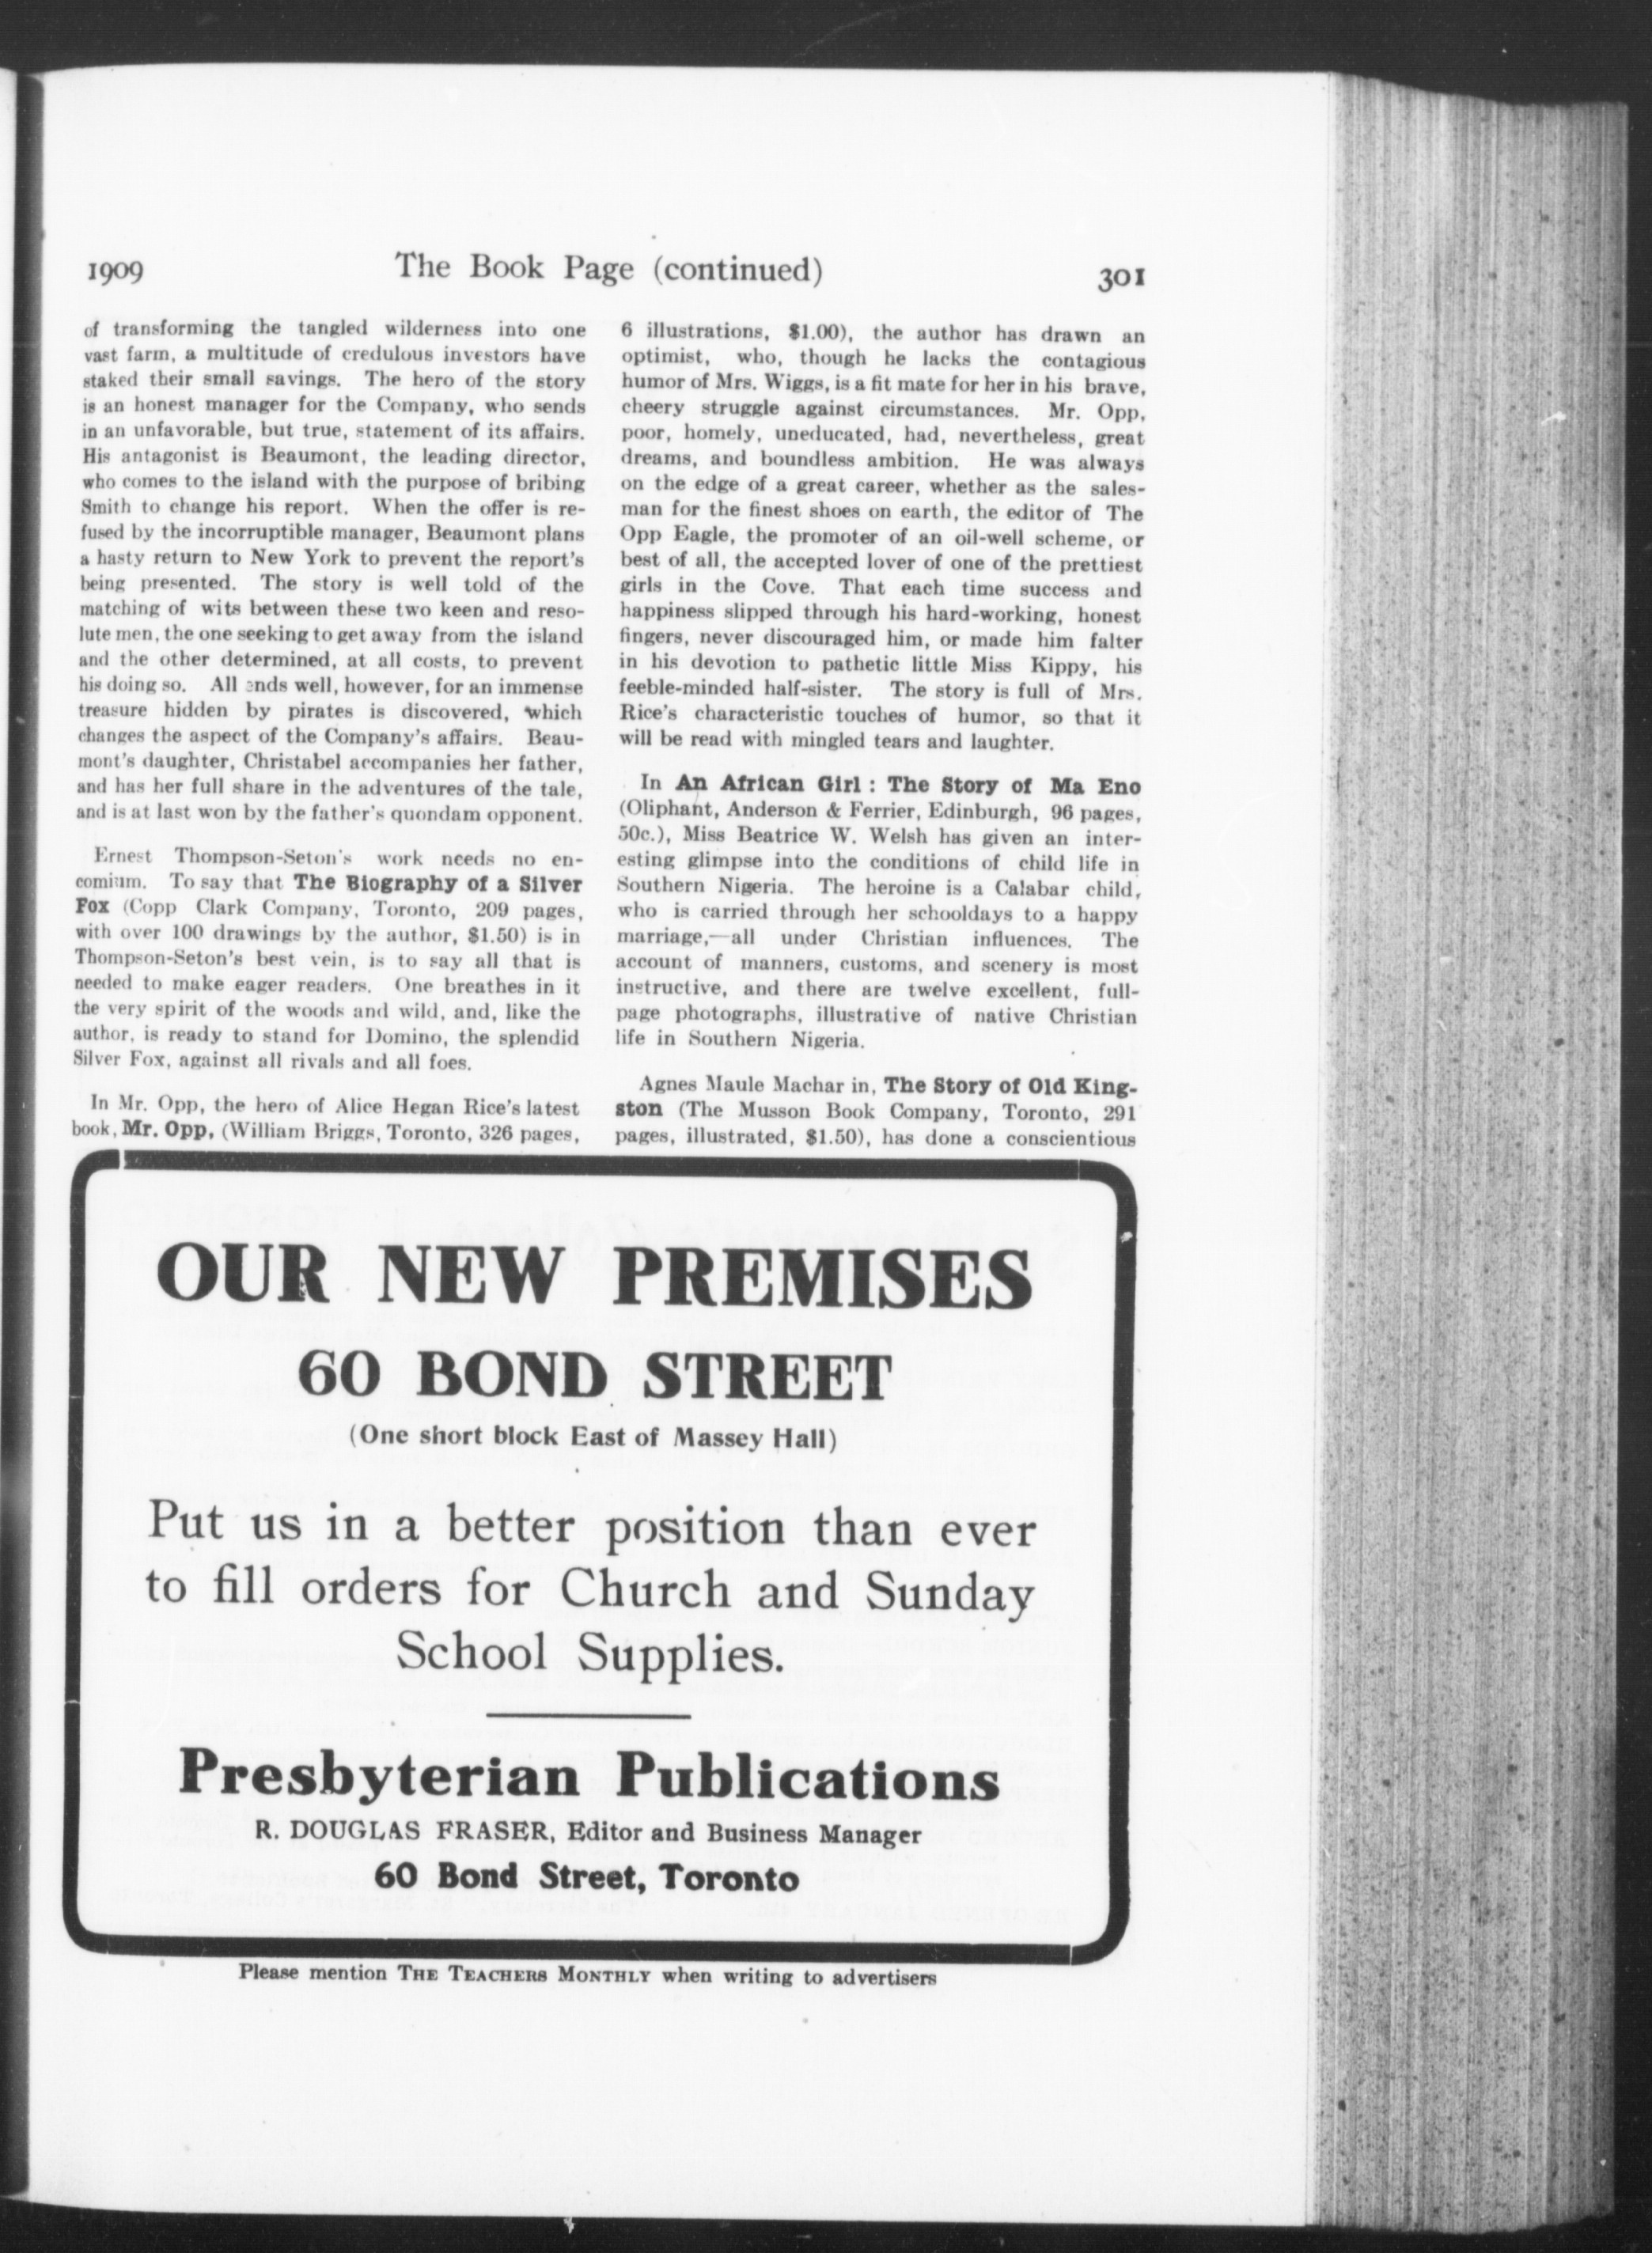 1909 The Book Page (continued) 301
of transforming the tangled wilderness into one
vast farm, a multitude of credulous investors have
staked their small savings. The hero of the story
is an honest manager for the Company, who sends
in an unfavorable, but true, statement of its affairs.
His antagonist is Beaumont, the leading director,
who comes to the island with the purpose of bribing
Smith to change his report. When the offer is re-
fused by the incorruptible manager, Beaumont plans
a hasty return to New York to prevent the report's
being presented. The story is well told of the
matching of wits between these two keen and reso-
lute men, the one seeking to get away from the island
and the other determined, at all costs, to prevent
his doing so. All ends well, however, for an immense
treasure hidden by pirates is discovered, which
changes the aspect of the Company's affairs. Beau-
mont's daughter, Christabel accompanies her father,
and has her full share in the adventures of the tale,
and is at last won by the father's quondam opponent.
Ernest Thompson-Seton's work needs no en-
comium. To say that The Biography of a Silver
Fox (Copp Clark Company, Toronto, 209 pages,
with over 100 drawings by the author, $1.50) is in
Thompson-Seton's best vein, is to say all that is
needed to make eager readers. One breathes in it
the very spirit of the woods and wild, and, like the
author, is ready to stand for Domino, the splendid
Silver Fox, against all rivals and all foes.
In Mr. Opp, the hero of Alice Hegan Rice's latest
book, Mr. Opp, (William Briggs, Toronto, 326 pages,
6 illustrations, $1.00), the author has drawn an
optimist, who, though he lacks the contagious
humor of Mrs. Wiggs, is a fit mate for her in his brave,
cheery struggle against circumstances. Mr. Opp,
poor, homely, uneducated, had, nevertheless, great
dreams, and boundless ambition. He was always
on the edge of a great career, whether as the sales-
man for the finest shoes on earth, the editor of The
Opp Eagle, the promoter of an oil-well scheme, or
best of all, the accepted lover of one of the prettiest
girls in the Cove. That each time success and
happiness slipped through his hard-working, honest
fingers, never discouraged him, or made him falter
in his devotion to pathetic little Miss Kippy, his
feeble-minded half-sister. The story is full of Mrs.
Rice's characteristic touches of humor, so that it
will be read with mingled tears and laughter.
In An African Girl : The Story of Ma Eno
(Oliphant, Anderson & Ferrier, Edinburgh, 96 pages,
50c.), Miss Beatrice W. Welsh has given an inter-
esting glimpse into the conditions of child life in
Southern Nigeria. The heroine is a Calabar child,
who is carried through her schooldays to a happy
marriage,—all under Christian influences. The
account of manners, customs, and scenery is most
instructive, and there are twelve excellent, full-
page photographs, illustrative of native Christian
life in Southern Nigeria.
Agnes Maule Machar in, The Story of Old King-
ston (The Musson Book Company, Toronto, 291
pages, illustrated, $1.50), has done a conscientious
OUR NEW PREMISES
60 BOND STREET
(One short block East of Massey Hall)
Put us in a better position than ever
to fill orders for Church and Sunday
School Supplies.
Presbyterian Publications
R. DOUGLAS FRASER, Editor and Business Manager
60 Bond Street, Toronto
Please mention THE TEACHERS MONTHLY when writing to advertisers